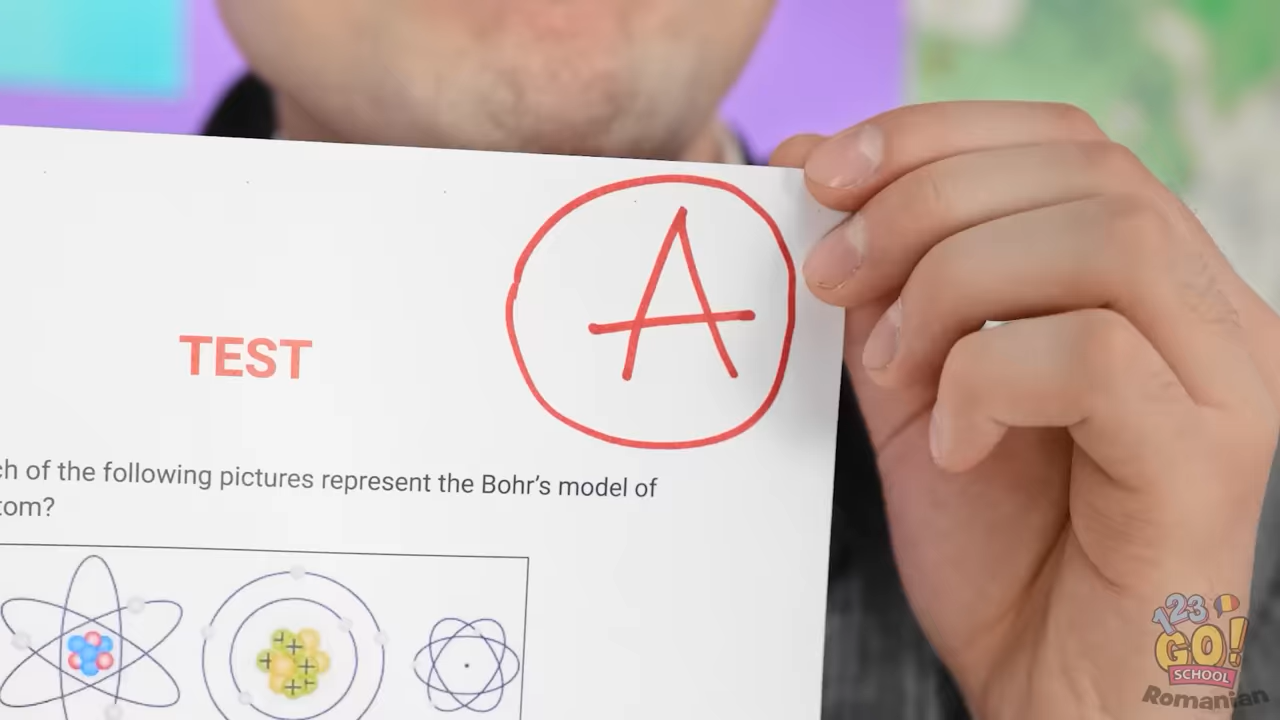 A
TEST
ch of the following pictures represent the Bohr's model of
tom?
123
GO!
SCHOOL
Romanian